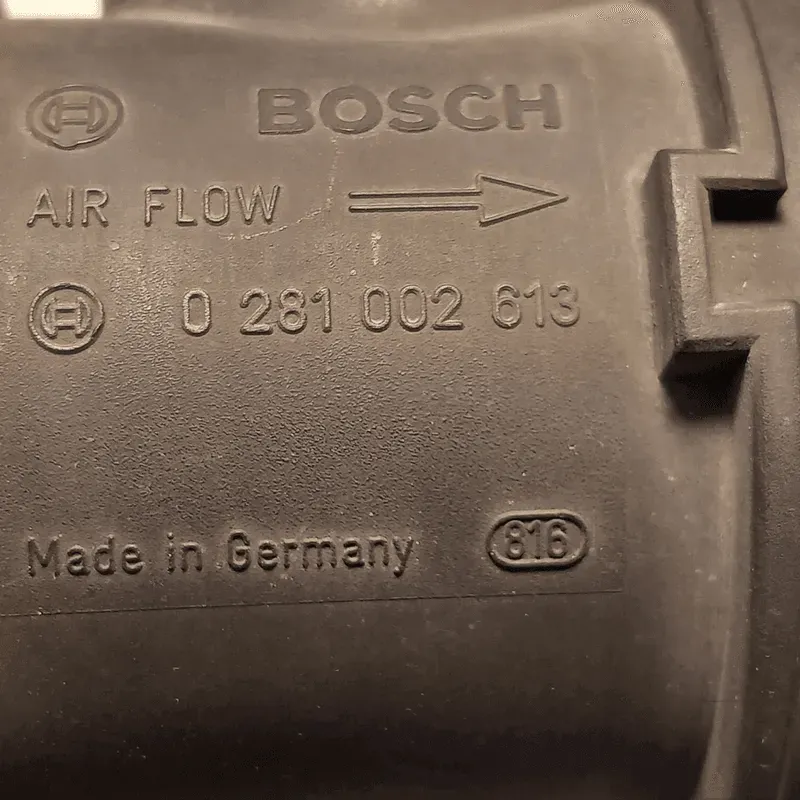 BOSCH
AIR FLOW
0 281 002 613
Made in Germany 816